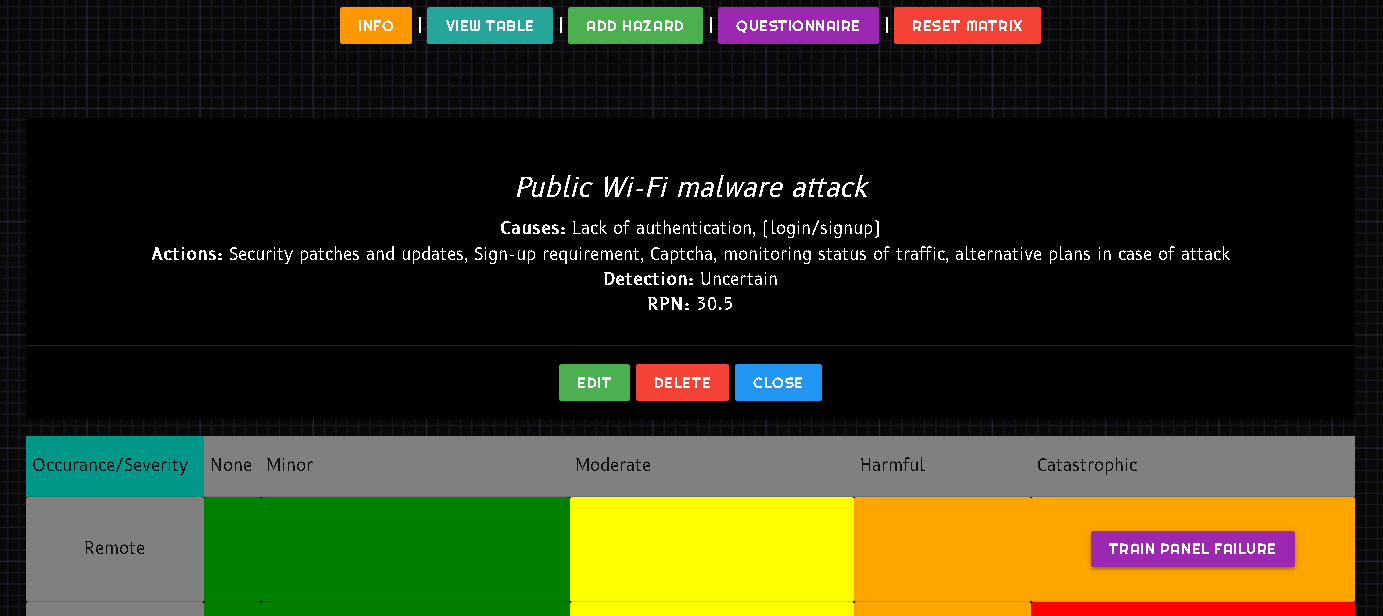 INFO | VIEW TABLE | ADD HAZARD | QUESTIONNAIRE | RESET MATRIX
Public Wi-Fi malware attack
Causes: Lack of authentication, [login/signup]
Actions: Security patches and updates, Sign-up requirement, Captcha, monitoring status of traffic, alternative plans in case of attack
Detection: Uncertain
RPN: 30.5
EDIT DELETE CLOSE
Occurance/Severity None Minor Moderate Harmful Catastrophic
Remote TRAIN PANEL FAILURE